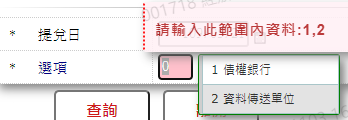 請輸入此範圍內資料:1,2
* 提兌日
* 選項 0
1 債權銀行
2 資料傳送單位
查詢